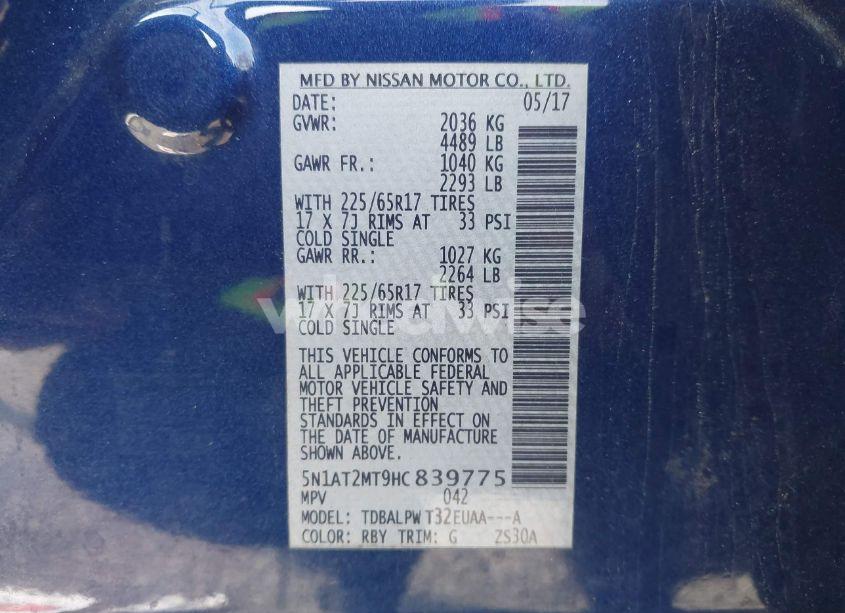 MFD BY NISSAN MOTOR CO., LTD.
DATE: 05/17
GVWR: 2036 KG
4489 LB
GAWR FR.: 1040 KG
2293 LB
WITH 225/65R17 TIRES
17 X 7J RIMS AT 33 PSI
COLD SINGLE
GAWR RR.: 1027 KG
2264 LB
WITH 225/65R17 TIRES
17 X 7J RIMS AT 33 PSI
COLD SINGLE
wheelwise
THIS VEHICLE CONFORMS TO
ALL APPLICABLE FEDERAL
MOTOR VEHICLE SAFETY AND
THEFT PREVENTION
STANDARDS IN EFFECT ON
THE DATE OF MANUFACTURE
SHOWN ABOVE.
5N1AT2MT9HC839775
MPV 042
MODEL: TDBALPW T32EUAA---A
COLOR: RBY TRIM: G ZS30A